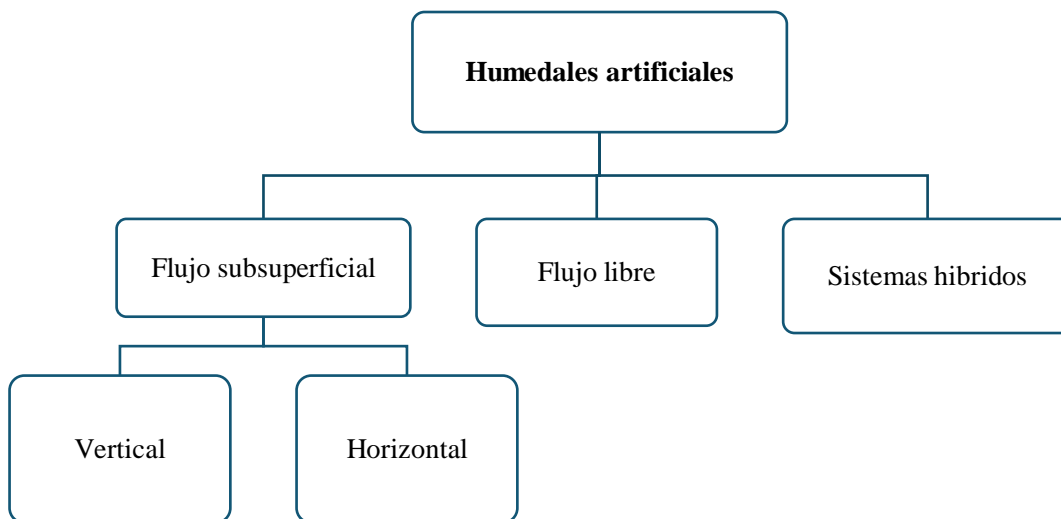 Humedales artificiales
Flujo subsuperficial
Flujo libre
Sistemas hibridos
Vertical
Horizontal